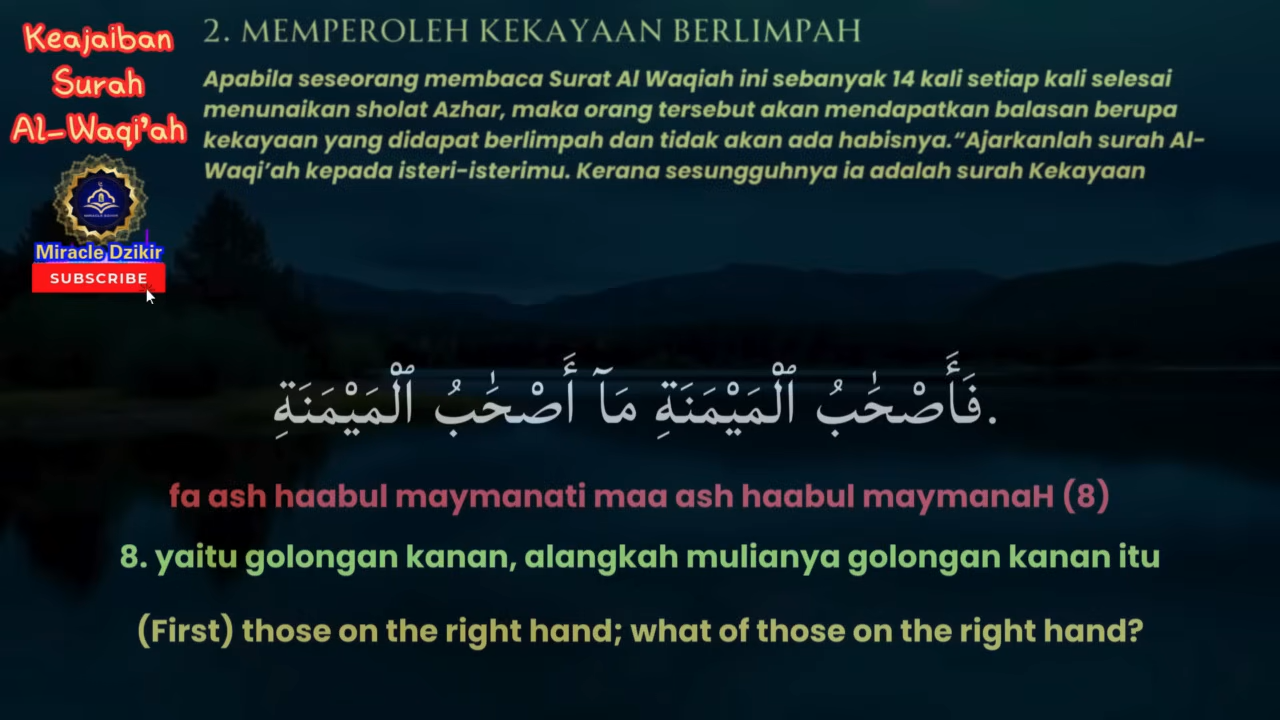 Keajaiban
Surah
Al-Waqi'ah
Miracle Dzikir
SUBSCRIBE
2. MEMPEROLEH KEKAYAAN BERLIMPAH
Apabila seseorang membaca Surat Al Waqiah ini sebanyak 14 kali setiap kali selesai
menunaikan sholat Azhar, maka orang tersebut akan mendapatkan balasan berupa
kekayaan yang didapat berlimpah dan tidak akan ada habisnya.“Ajarkanlah surah Al-
Waqi’ah kepada isteri-isterimu. Kerana sesungguhnya ia adalah surah Kekayaan
.فَأَصْحَٰبُ ٱلْمَيْمَنَةِ مَآ أَصْحَٰبُ ٱلْمَيْمَنَةِ
fa ash haabul maymanati maa ash haabul maymanaH (8)
8. yaitu golongan kanan, alangkah mulianya golongan kanan itu
(First) those on the right hand; what of those on the right hand?